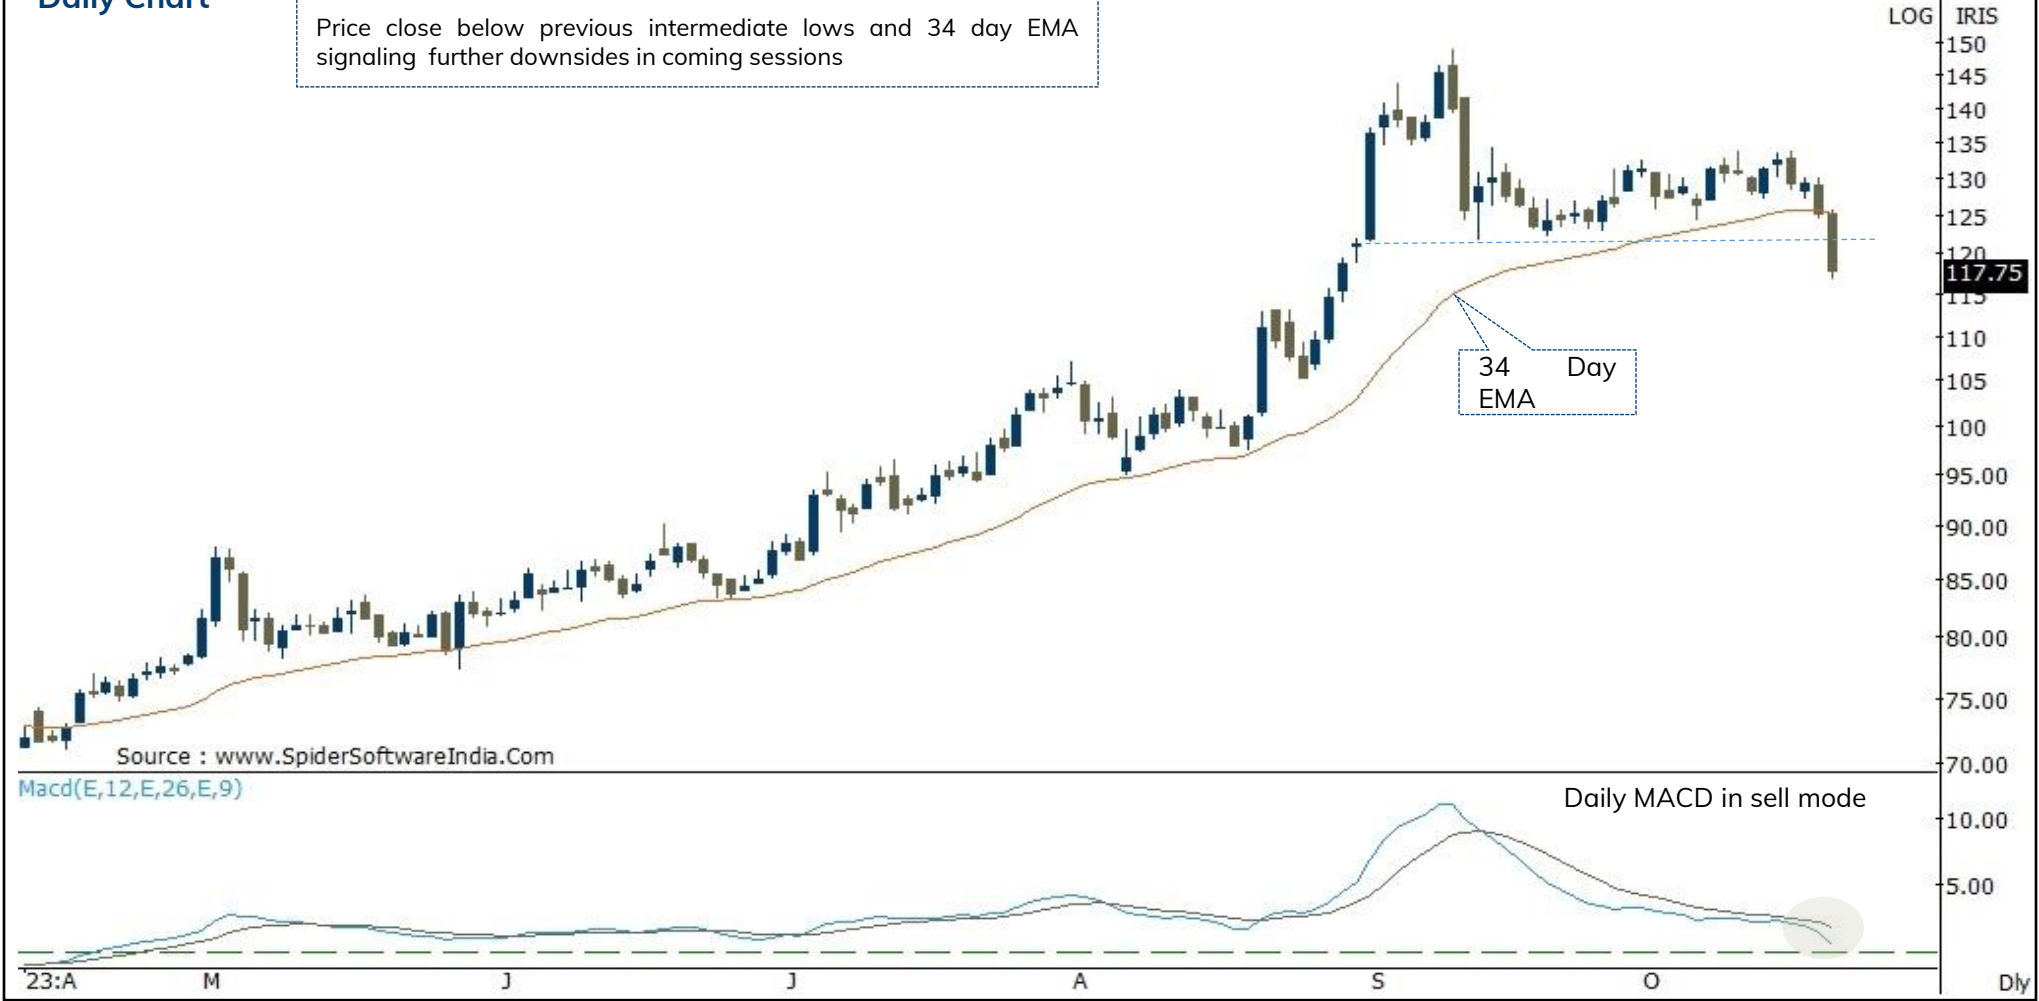 Daily Chart
Price close below previous intermediate lows and 34 day EMA
signaling further downsides in coming sessions
LOG IRIS
150
145
140
135
130
125
120
117.75
115
110
105
100
95.00
90.00
85.00
80.00
75.00
70.00
34 Day
EMA
Source : www.SpiderSoftwareIndia.Com
Macd(E,12,E,26,E,9)
Daily MACD in sell mode
10.00
5.00
23:A M J J A S O Dly